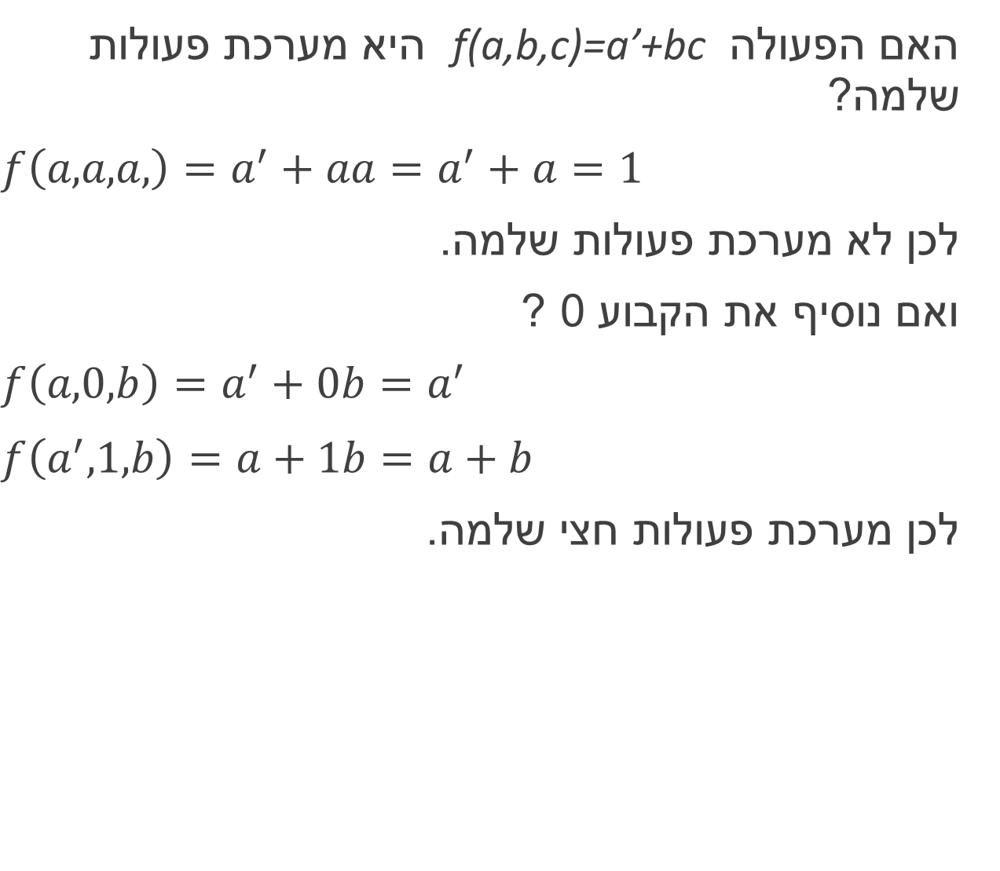 האם הפעולה f(a,b,c)=a’+bc היא מערכת פעולות
שלמה?
f(a,a,a,) = a′ + aa = a′ + a = 1
לכן לא מערכת פעולות שלמה.
ואם נוסיף את הקבוע 0 ?
f(a,0,b) = a′ + 0b = a′
f(a′,1,b) = a + 1b = a + b
לכן מערכת פעולות חצי שלמה.